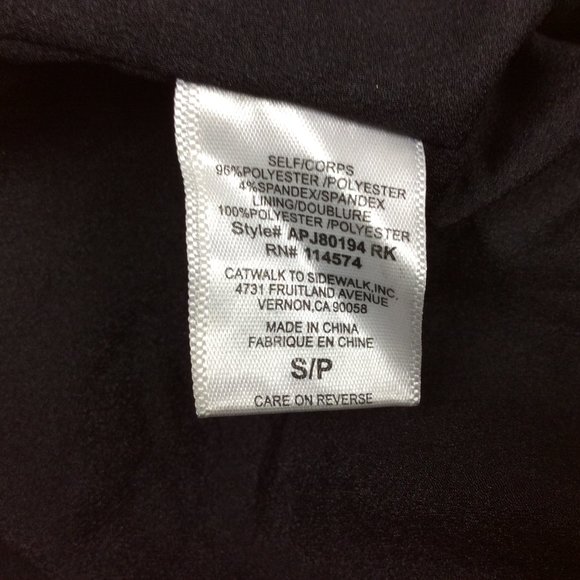 SELF/CORPS
96%POLYESTER /POLYESTER
4%SPANDEX/SPANDEX
LINING/DOUBLURE
100%POLYESTER /POLYESTER
Style# APJ80194 RK
RN# 114574
CATWALK TO SIDEWALK,INC.
4731 FRUITLAND AVENUE
VERNON,CA 90058
MADE IN CHINA
FABRIQUE EN CHINE
S/P
CARE ON REVERSE